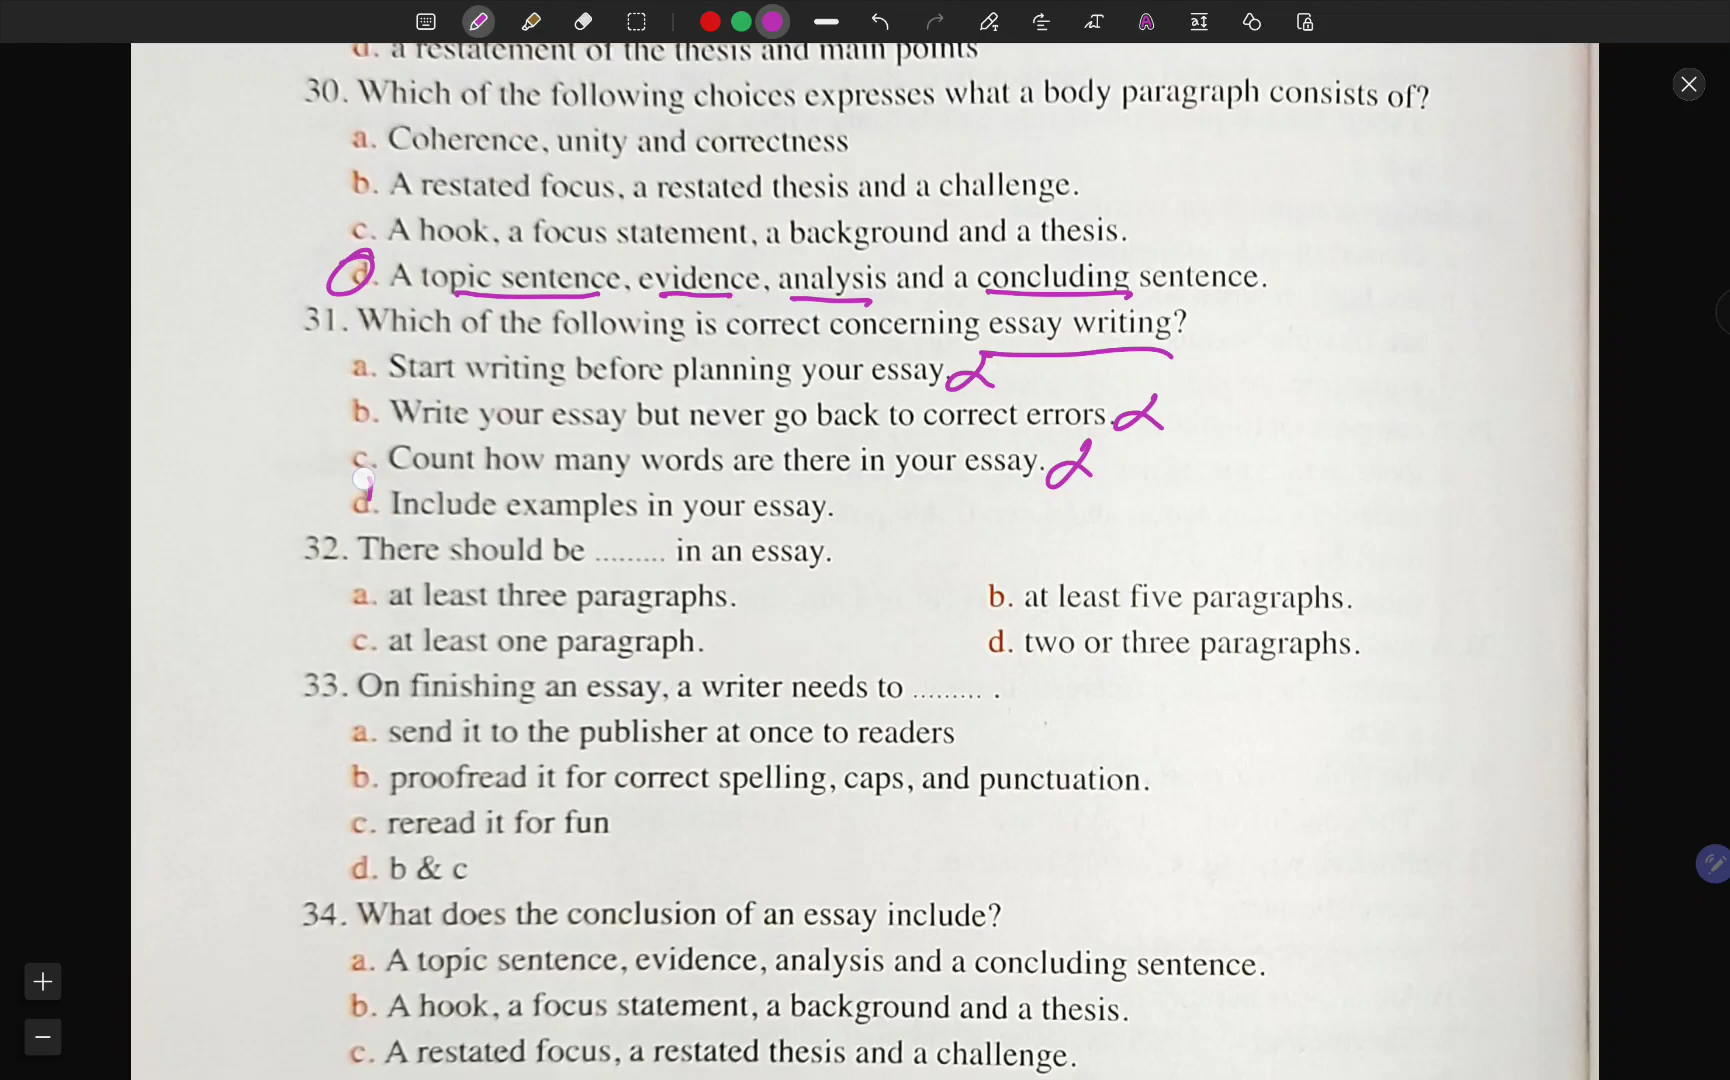 d. a restatement of the thesis and main points
30. Which of the following choices expresses what a body paragraph consists of?
a. Coherence, unity and correctness
b. A restated focus, a restated thesis and a challenge.
c. A hook, a focus statement, a background and a thesis.
d. A topic sentence, evidence, analysis and a concluding sentence.
31. Which of the following is correct concerning essay writing?
a. Start writing before planning your essay.
b. Write your essay but never go back to correct errors.
c. Count how many words are there in your essay.
d. Include examples in your essay.
32. There should be ......... in an essay.
a. at least three paragraphs. b. at least five paragraphs.
c. at least one paragraph. d. two or three paragraphs.
33. On finishing an essay, a writer needs to ......... .
a. send it to the publisher at once to readers
b. proofread it for correct spelling, caps, and punctuation.
c. reread it for fun
d. b & c
34. What does the conclusion of an essay include?
a. A topic sentence, evidence, analysis and a concluding sentence.
b. A hook, a focus statement, a background and a thesis.
c. A restated focus, a restated thesis and a challenge.